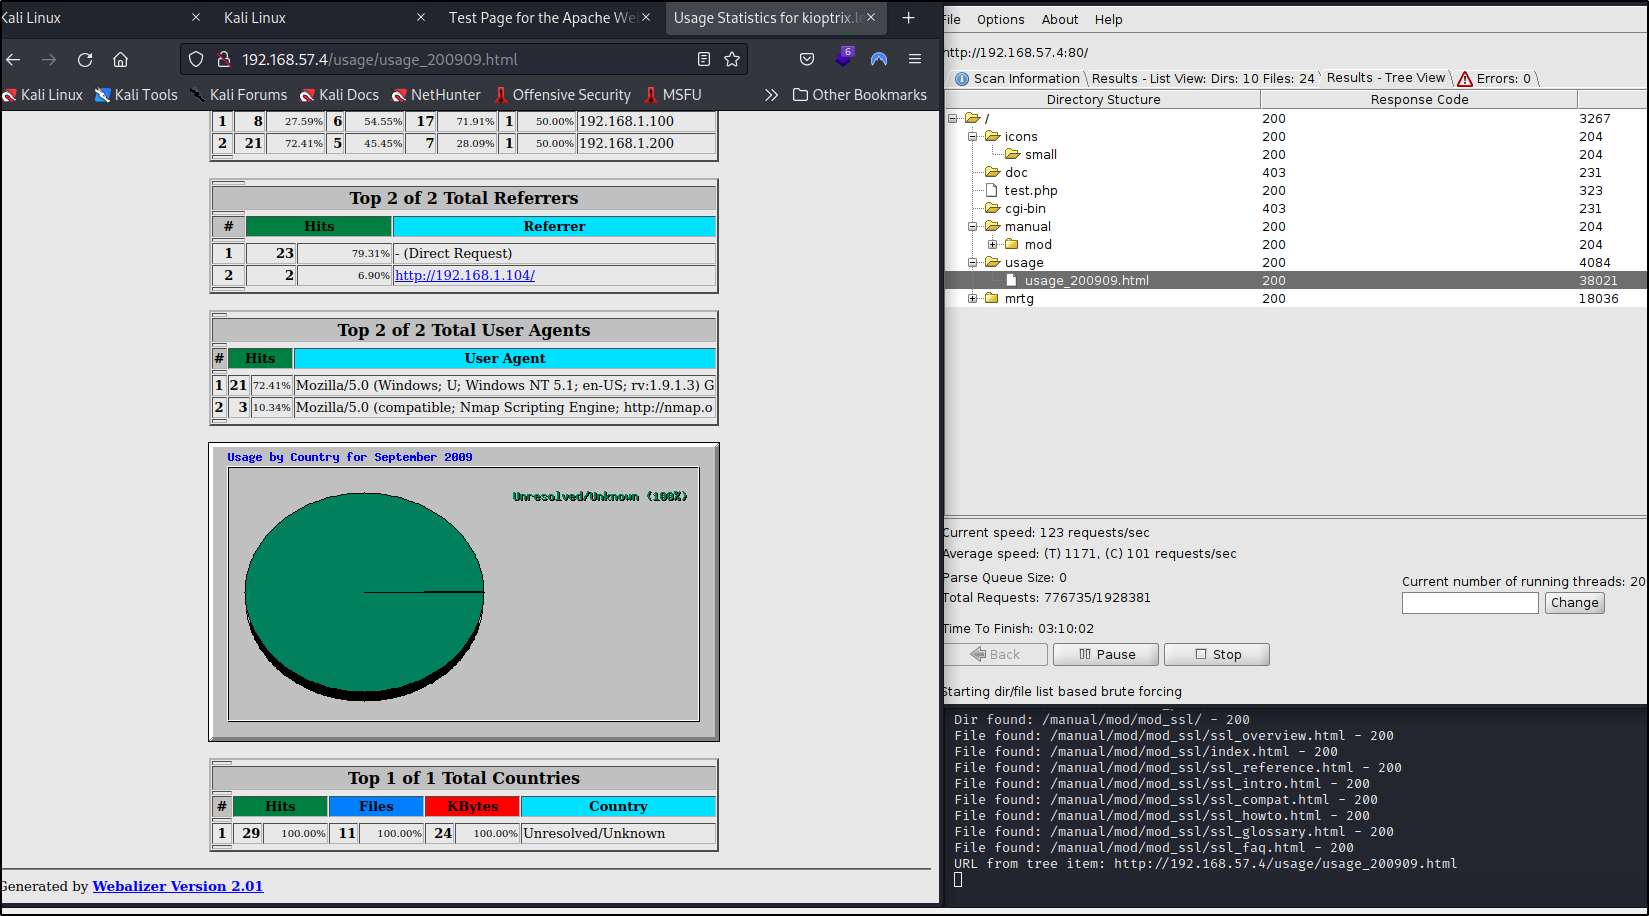 Kali Linux ×
Kali Linux ×
Test Page for the Apache We ×
Usage Statistics for kioptrix.le ×
+
192.168.57.4/usage/usage_200909.html
6
Kali Linux
Kali Tools
Kali Forums
Kali Docs
NetHunter
Offensive Security
MSFU
Other Bookmarks
1 8 27.59% 6 54.55% 17 71.91% 1 50.00% 192.168.1.100
2 21 72.41% 5 45.45% 7 28.09% 1 50.00% 192.168.1.200
Top 2 of 2 Total Referrers
# Hits Referrer
1 23 79.31% - (Direct Request)
2 2 6.90% http://192.168.1.104/
Top 2 of 2 Total User Agents
# Hits User Agent
1 21 72.41% Mozilla/5.0 (Windows; U; Windows NT 5.1; en-US; rv:1.9.1.3) G
2 3 10.34% Mozilla/5.0 (compatible; Nmap Scripting Engine; http://nmap.o
Usage by Country for September 2009
Unresolved/Unknown (100%)
Top 1 of 1 Total Countries
# Hits Files KBytes Country
1 29 100.00% 11 100.00% 24 100.00% Unresolved/Unknown
Generated by Webalizer Version 2.01
File Options About Help
http://192.168.57.4:80/
Scan Information \ Results - List View: Dirs: 10 Files: 24 \ Results - Tree View \ Errors: 0 \
Directory Stucture Response Code
/ 200 3267
icons 200 204
small 200 204
doc 403 231
test.php 200 323
cgi-bin 403 231
manual 200 204
mod 200 204
usage 200 4084
usage_200909.html 200 38021
mrtg 200 18036
Current speed: 123 requests/sec
Average speed: (T) 1171, (C) 101 requests/sec
Parse Queue Size: 0
Total Requests: 776735/1928381
Current number of running threads: 20
Change
Time To Finish: 03:10:02
Back Pause Stop
Starting dir/file list based brute forcing
Dir found: /manual/mod/mod_ssl/ - 200
File found: /manual/mod/mod_ssl/ssl_overview.html - 200
File found: /manual/mod/mod_ssl/index.html - 200
File found: /manual/mod/mod_ssl/ssl_reference.html - 200
File found: /manual/mod/mod_ssl/ssl_intro.html - 200
File found: /manual/mod/mod_ssl/ssl_compat.html - 200
File found: /manual/mod/mod_ssl/ssl_howto.html - 200
File found: /manual/mod/mod_ssl/ssl_glossary.html - 200
File found: /manual/mod/mod_ssl/ssl_faq.html - 200
URL from tree item: http://192.168.57.4/usage/usage_200909.html